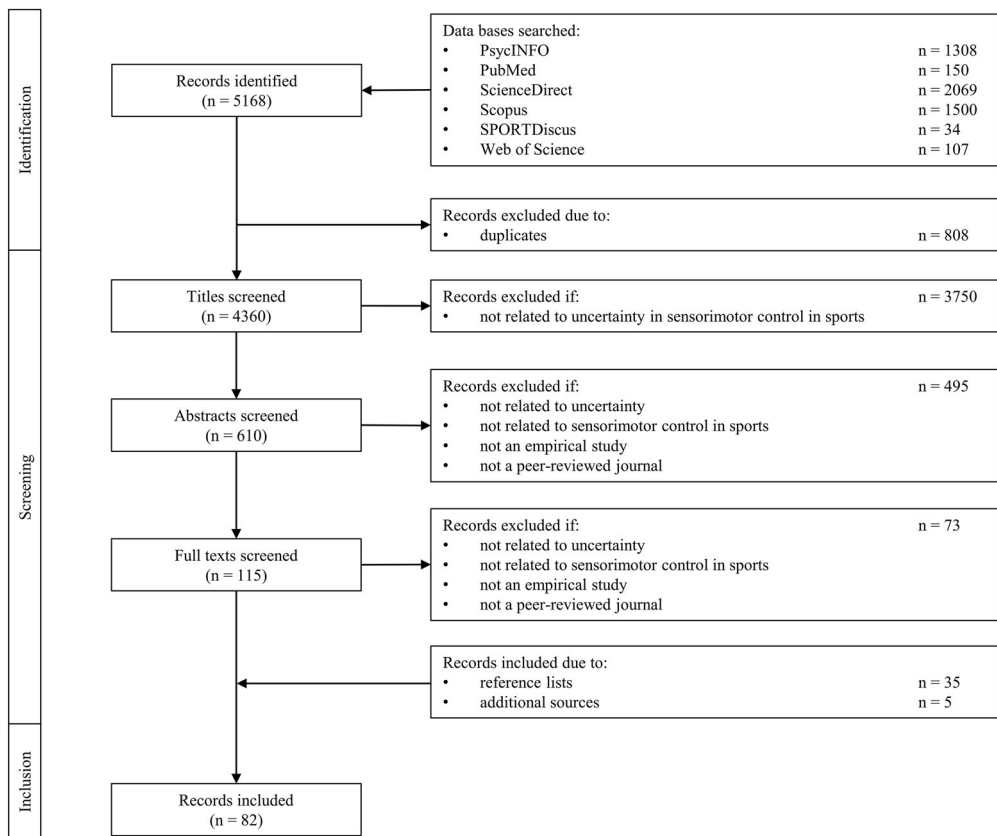 Identification
Data bases searched:
• PsycINFO n = 1308
• PubMed n = 150
• ScienceDirect n = 2069
• Scopus n = 1500
• SPORTDiscus n = 34
• Web of Science n = 107
Records identified
(n = 5168)
Records excluded due to:
• duplicates n = 808
Screening
Titles screened
(n = 4360)
Records excluded if: n = 3750
• not related to uncertainty in sensorimotor control in sports
Abstracts screened
(n = 610)
Records excluded if: n = 495
• not related to uncertainty
• not related to sensorimotor control in sports
• not an empirical study
• not a peer-reviewed journal
Full texts screened
(n = 115)
Records excluded if: n = 73
• not related to uncertainty
• not related to sensorimotor control in sports
• not an empirical study
• not a peer-reviewed journal
Records included due to:
• reference lists n = 35
• additional sources n = 5
Inclusion
Records included
(n = 82)